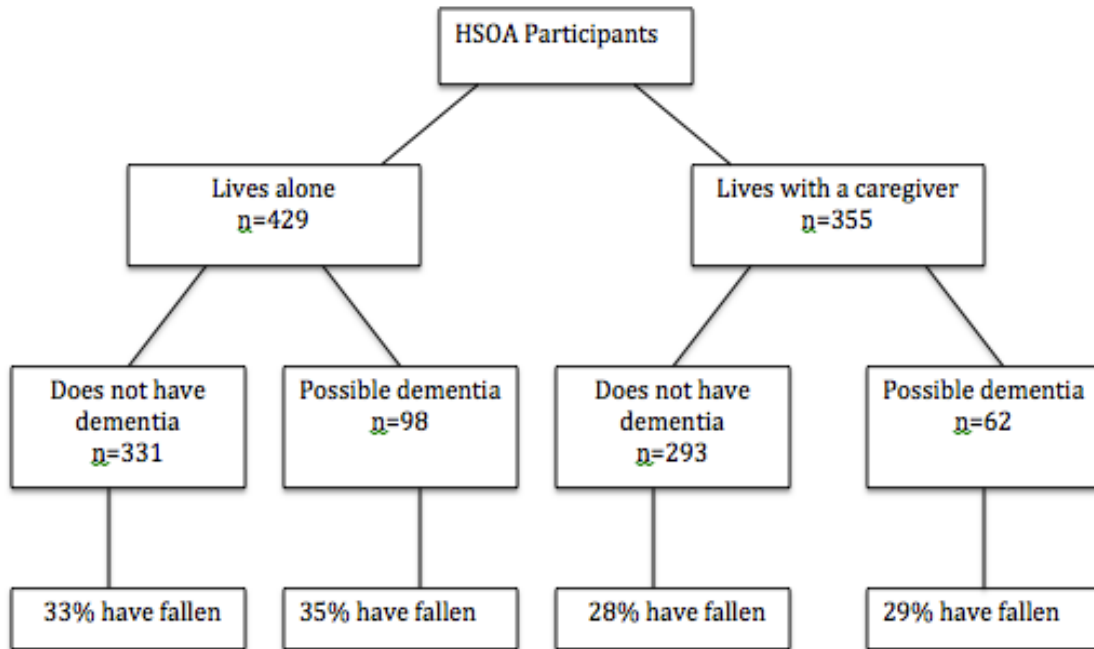 HSOA Participants
Lives alone
n=429
Lives with a caregiver
n=355
Does not have
dementia
n=331
Possible dementia
n=98
Does not have
dementia
n=293
Possible dementia
n=62
33% have fallen
35% have fallen
28% have fallen
29% have fallen